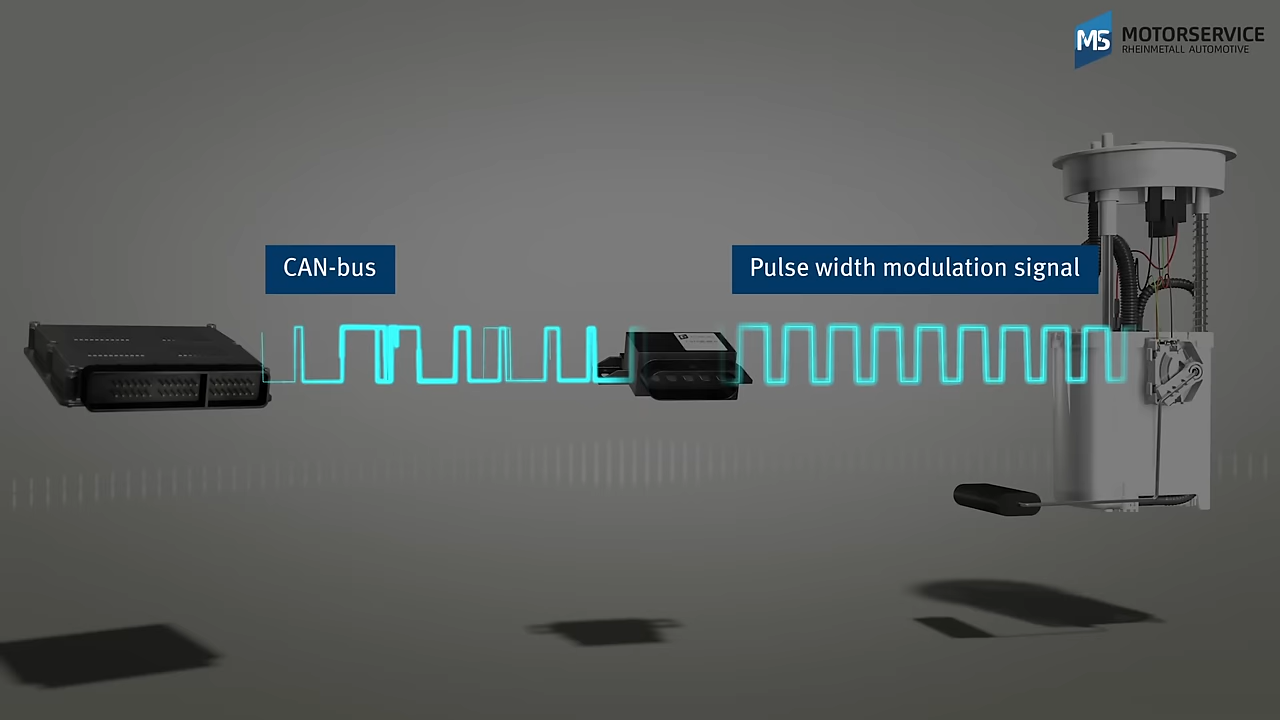 MS MOTORSERVICE
RHEINMETALL AUTOMOTIVE
CAN-bus
Pulse width modulation signal